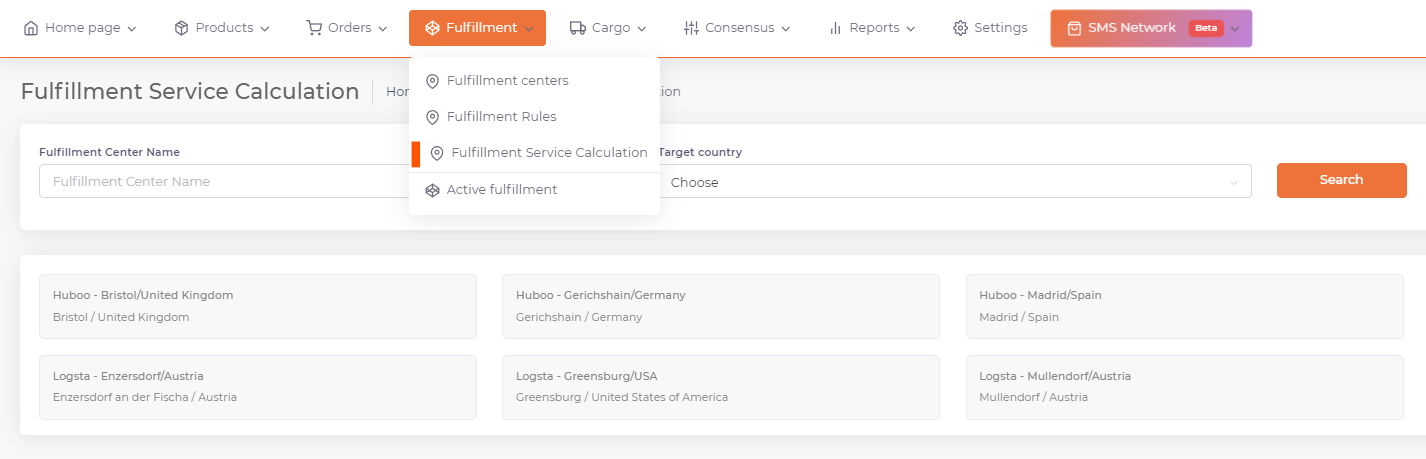 Home page Products Orders Fulfillment Cargo Consensus Reports Settings SMS Network Beta
Fulfillment centers
Fulfillment Rules
Fulfillment Service Calculation
Active fulfillment
Fulfillment Service Calculation
Fulfillment Center Name
Fulfillment Center Name
Target country
Choose
Search
Huboo - Bristol/United Kingdom
Bristol / United Kingdom
Huboo - Gerichshain/Germany
Gerichshain / Germany
Huboo - Madrid/Spain
Madrid / Spain
Logsta - Enzersdorf/Austria
Enzersdorf an der Fischa / Austria
Logsta - Greensburg/USA
Greensburg / United States of America
Logsta - Mullendorf/Austria
Mullendorf / Austria